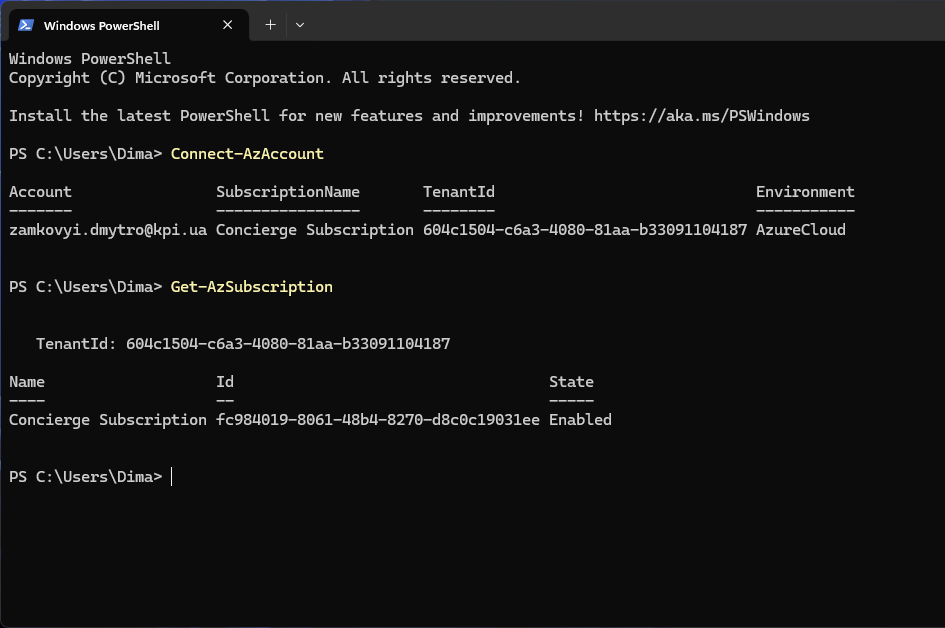 Windows PowerShell
Windows PowerShell
Copyright (C) Microsoft Corporation. All rights reserved.
Install the latest PowerShell for new features and improvements! https://aka.ms/PSWindows
PS C:\Users\Dima> Connect-AzAccount
Account SubscriptionName TenantId Environment
------- ---------------- -------- -----------
zamkovyi.dmytro@kpi.ua Concierge Subscription 604c1504-c6a3-4080-81aa-b33091104187 AzureCloud
PS C:\Users\Dima> Get-AzSubscription
TenantId: 604c1504-c6a3-4080-81aa-b33091104187
Name Id State
---- -- -----
Concierge Subscription fc984019-8061-48b4-8270-d8c0c19031ee Enabled
PS C:\Users\Dima>